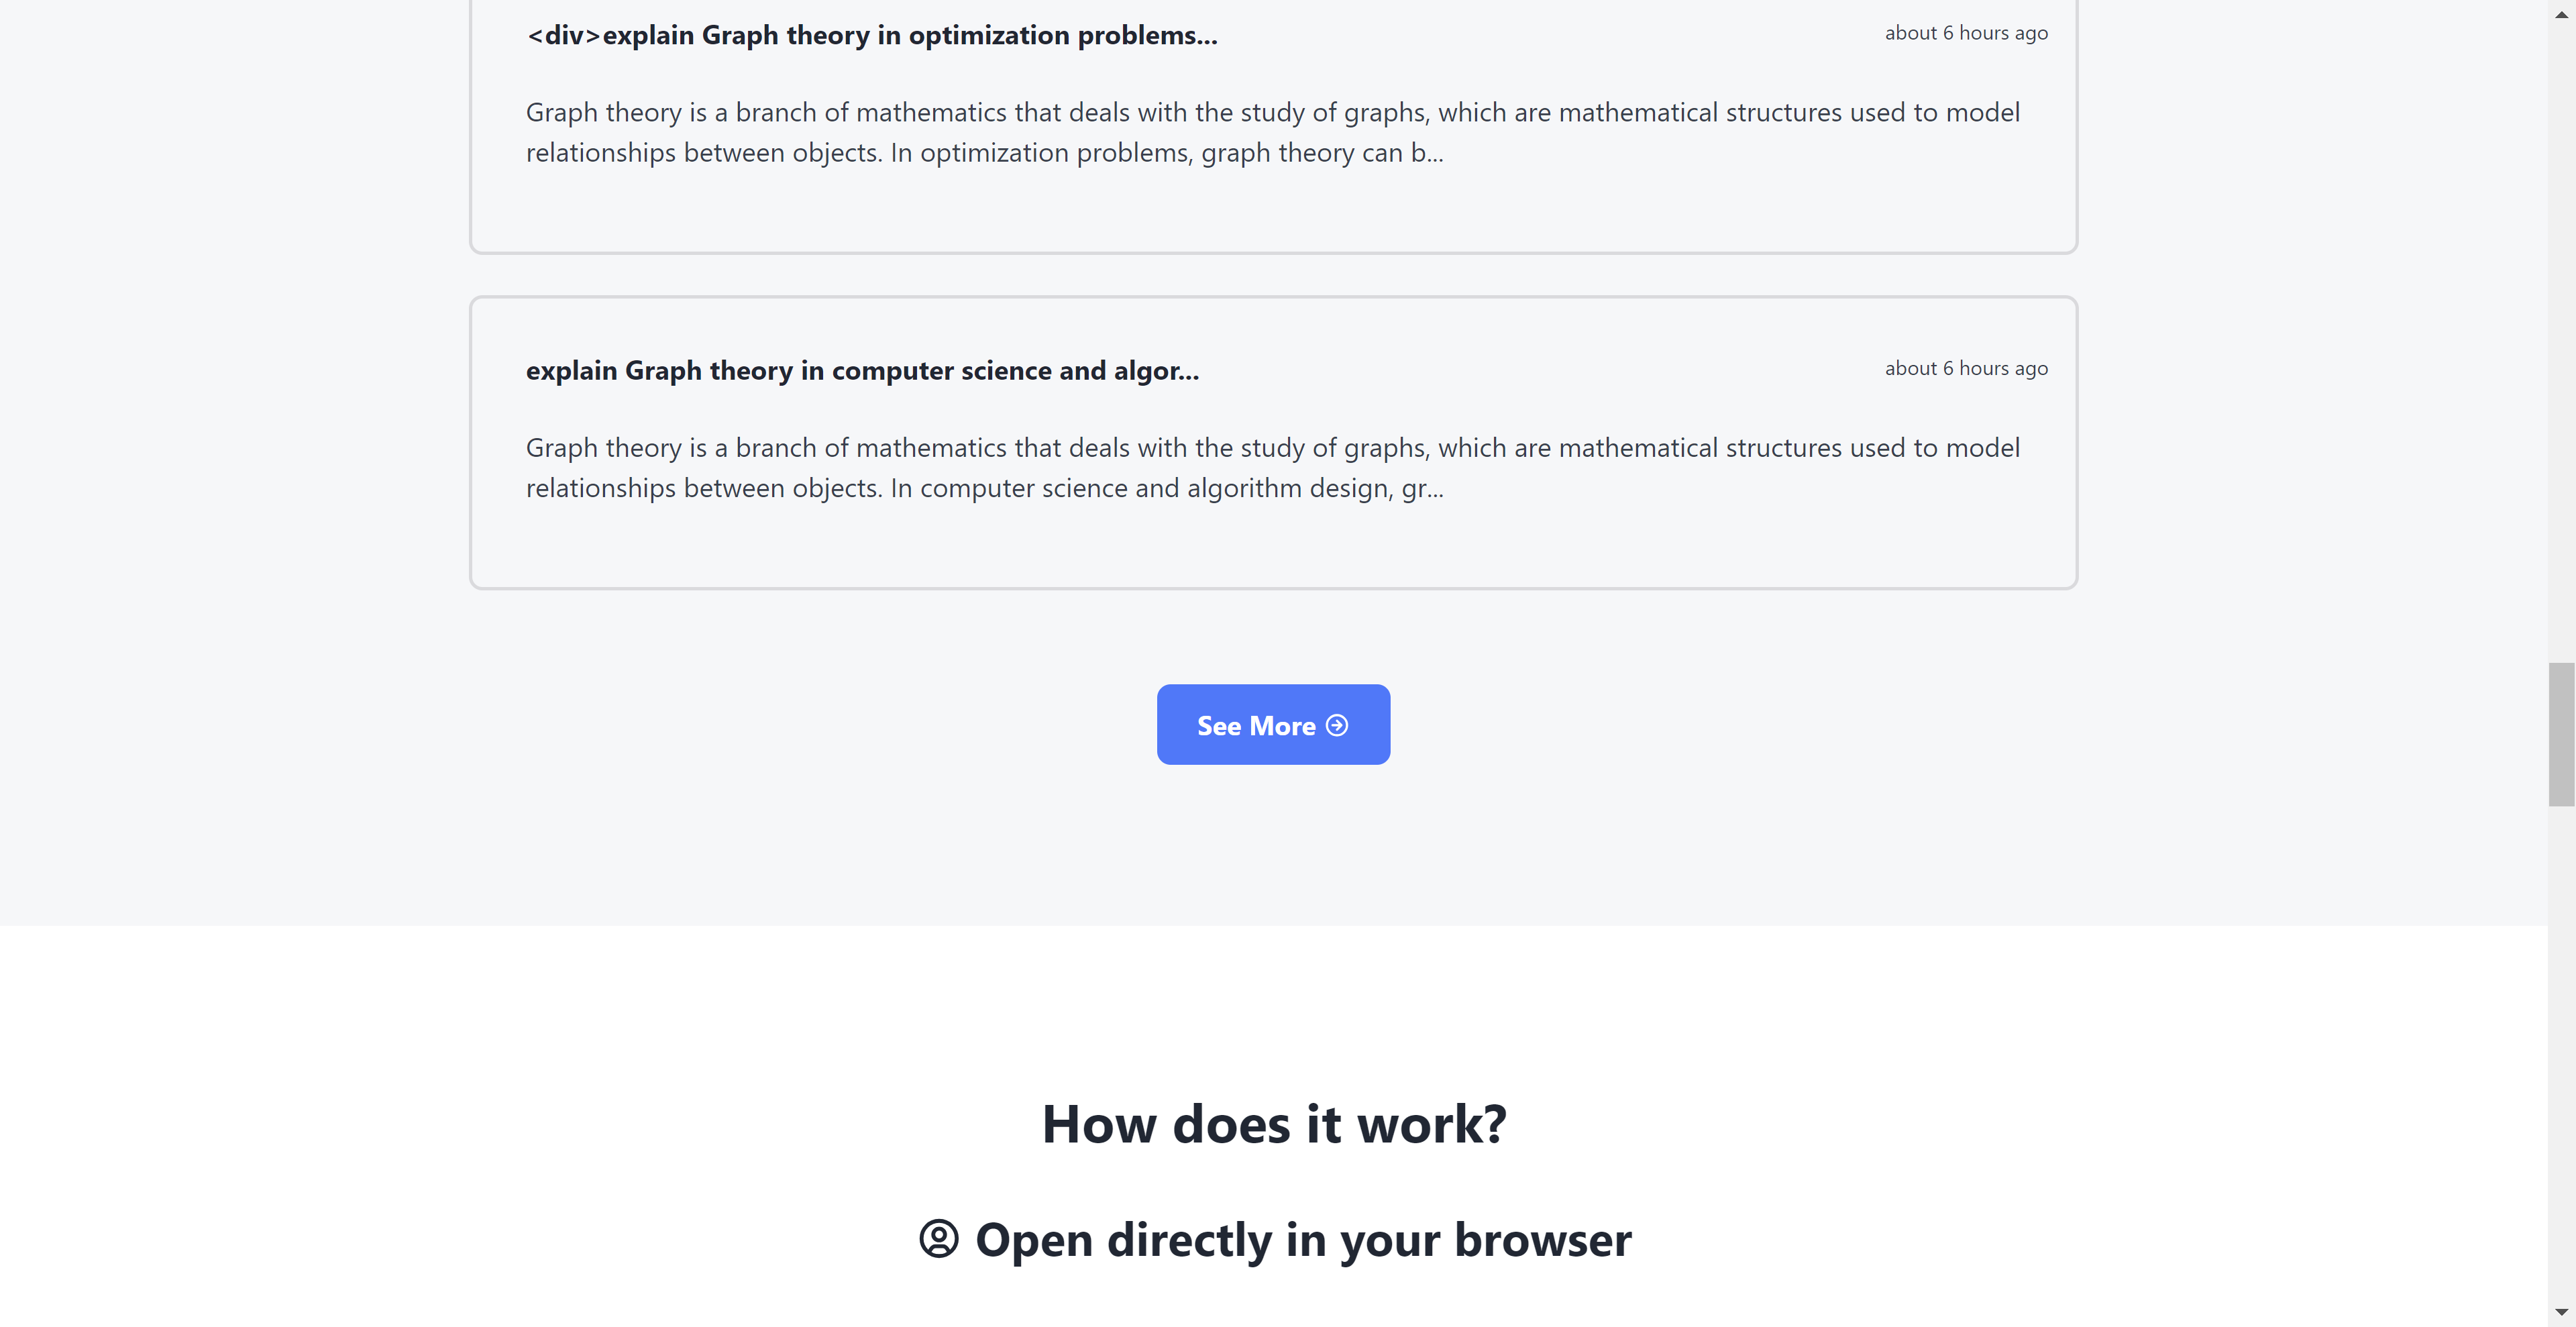 <div>explain Graph theory in optimization problems...
about 6 hours ago
Graph theory is a branch of mathematics that deals with the study of graphs, which are mathematical structures used to model
relationships between objects. In optimization problems, graph theory can b...
explain Graph theory in computer science and algor...
about 6 hours ago
Graph theory is a branch of mathematics that deals with the study of graphs, which are mathematical structures used to model
relationships between objects. In computer science and algorithm design, gr...
See More
How does it work?
Open directly in your browser